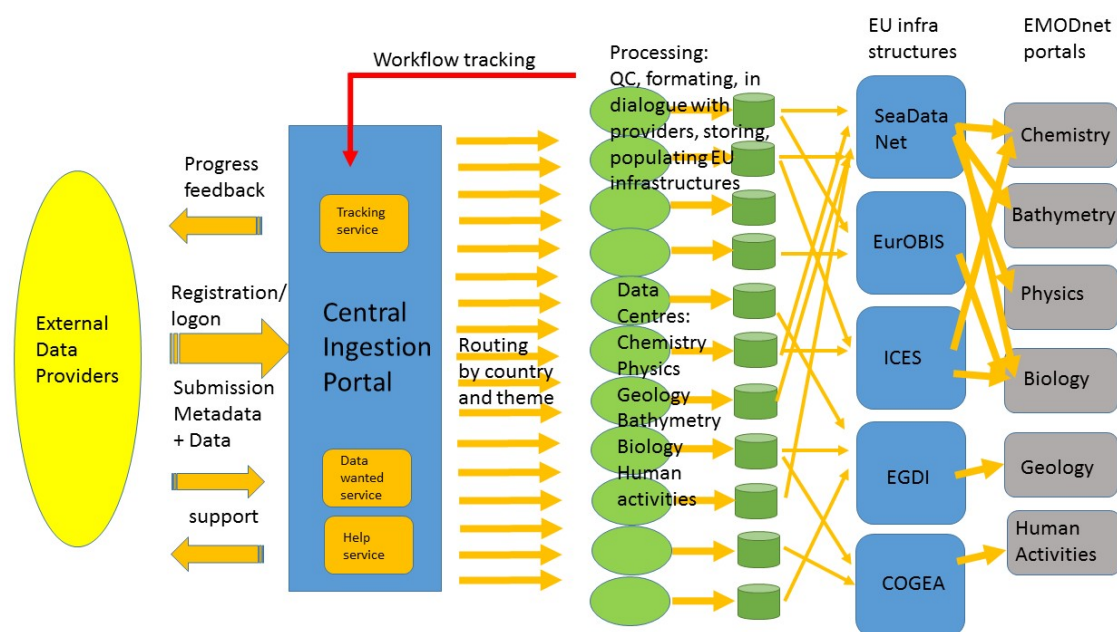 Workflow tracking
Progress
feedback
External
Data
Providers
Registration/
logon
Submission
Metadata
+ Data
support
Tracking
service
Central
Ingestion
Portal
Data
wanted
service
Help
service
Routing
by country
and theme
Processing:
QC, formating, in
dialogue with
providers, storing,
populating EU
infrastructures
Data
Centres:
Chemistry
Physics
Geology
Bathymetry
Biology
Human
activities
EU infra
structures
SeaData
Net
EurOBIS
ICES
EGDI
COGEA
EMODnet
portals
Chemistry
Bathymetry
Physics
Biology
Geology
Human
Activities